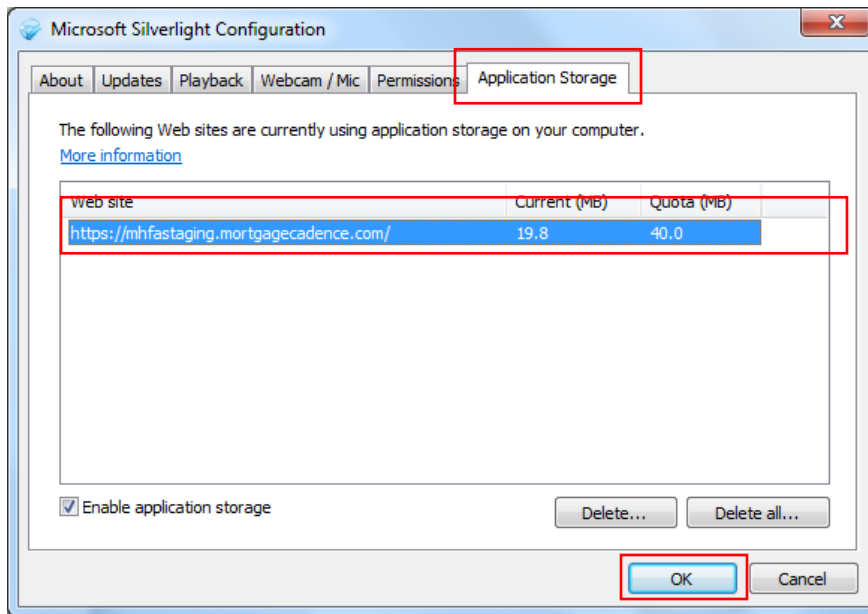 Microsoft Silverlight Configuration
About Updates Playback Webcam / Mic Permissions Application Storage
The following Web sites are currently using application storage on your computer.
More information
Web site Current (MB) Quota (MB)
https://mhfastaging.mortgagecadence.com/ 19.8 40.0
Enable application storage Delete... Delete all...
OK Cancel